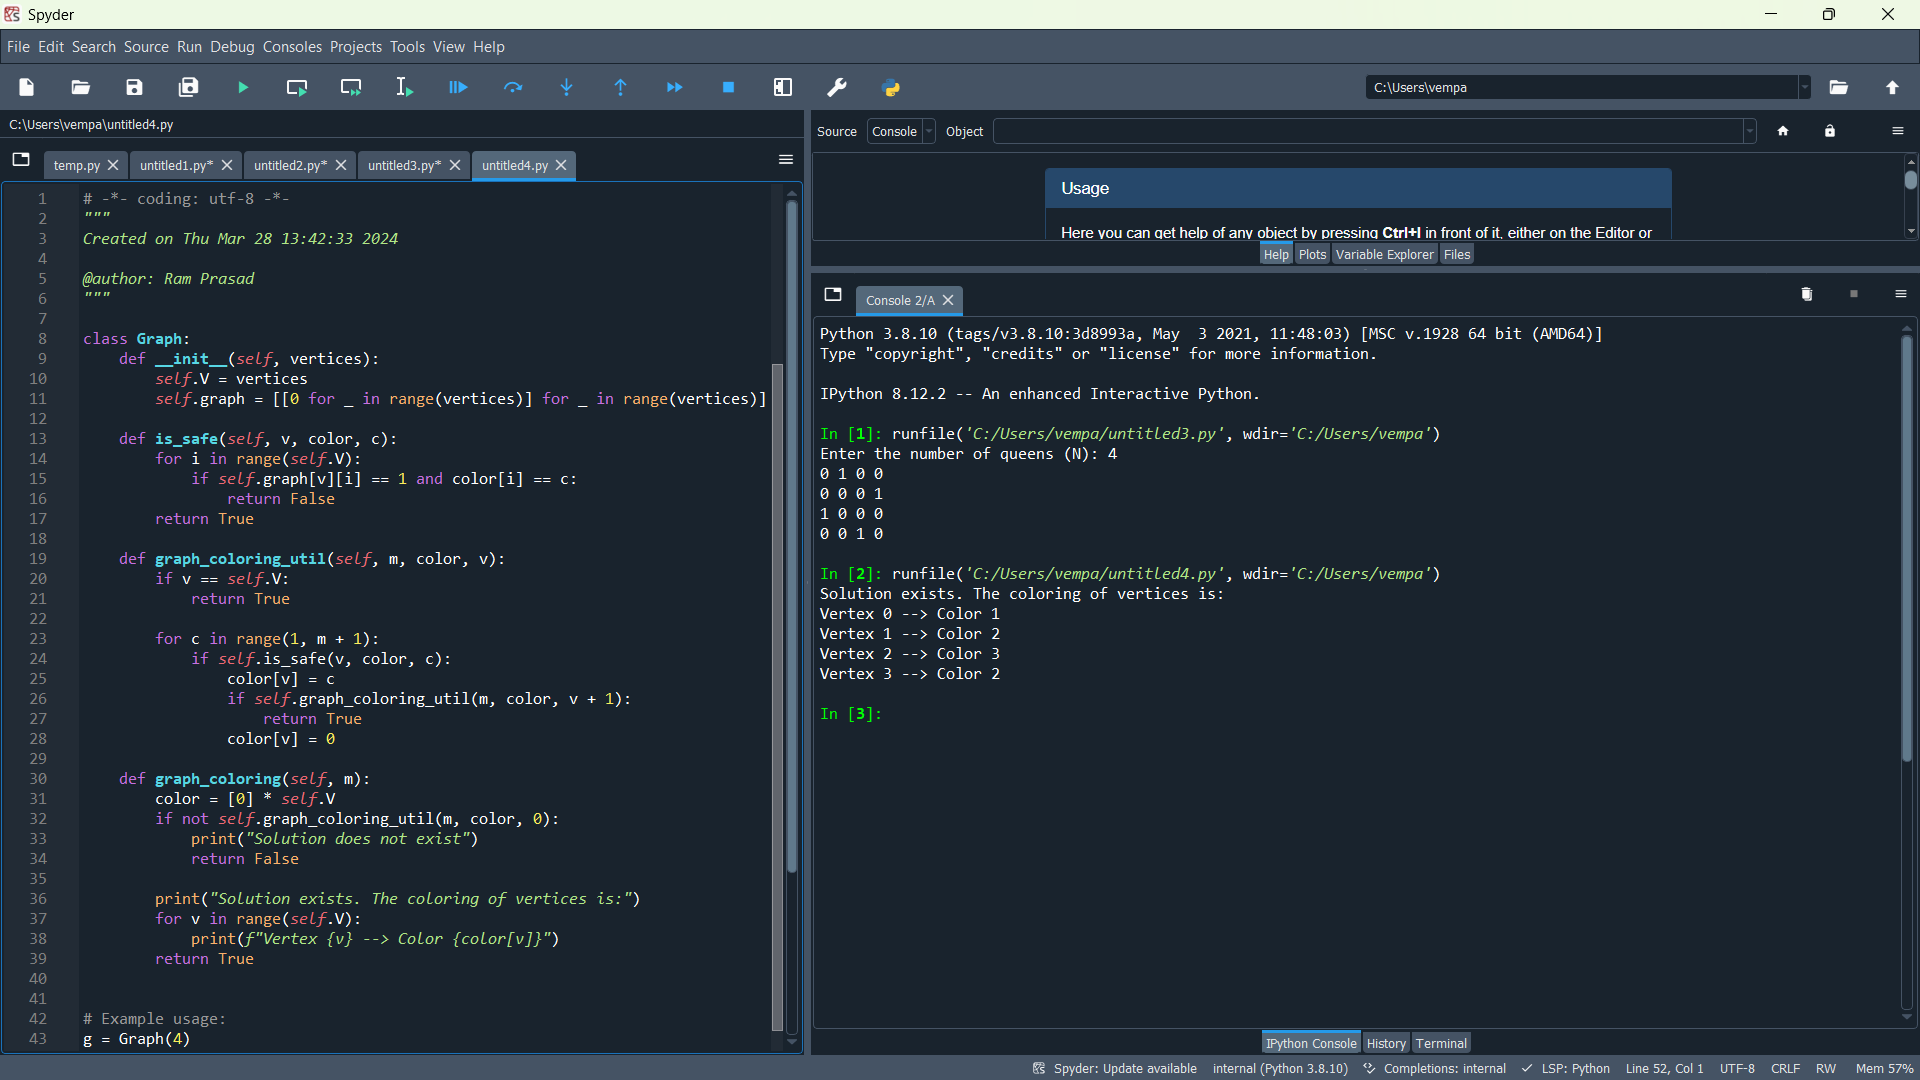 Spyder
File Edit Search Source Run Debug Consoles Projects Tools View Help
C:\Users\vempa
C:\Users\vempa\untitled4.py
temp.py untitled1.py* untitled2.py* untitled3.py* untitled4.py
1 # -*- coding: utf-8 -*-
2 """
3 Created on Thu Mar 28 13:42:33 2024
4
5 @author: Ram Prasad
6 """
7
8 class Graph:
9     def __init__(self, vertices):
10         self.V = vertices
11         self.graph = [[0 for _ in range(vertices)] for _ in range(vertices)]
12
13     def is_safe(self, v, color, c):
14         for i in range(self.V):
15             if self.graph[v][i] == 1 and color[i] == c:
16                 return False
17         return True
18
19     def graph_coloring_util(self, m, color, v):
20         if v == self.V:
21             return True
22
23         for c in range(1, m + 1):
24             if self.is_safe(v, color, c):
25                 color[v] = c
26                 if self.graph_coloring_util(m, color, v + 1):
27                     return True
28                 color[v] = 0
29
30     def graph_coloring(self, m):
31         color = [0] * self.V
32         if not self.graph_coloring_util(m, color, 0):
33             print("Solution does not exist")
34             return False
35
36         print("Solution exists. The coloring of vertices is:")
37         for v in range(self.V):
38             print(f"Vertex {v} --> Color {color[v]}")
39         return True
40
41
42 # Example usage:
43 g = Graph(4)
Source Console Object
Usage
Here you can get help of any object by pressing Ctrl+I in front of it, either on the Editor or
Help Plots Variable Explorer Files
Console 2/A
Python 3.8.10 (tags/v3.8.10:3d8993a, May  3 2021, 11:48:03) [MSC v.1928 64 bit (AMD64)]
Type "copyright", "credits" or "license" for more information.
IPython 8.12.2 -- An enhanced Interactive Python.
In [1]: runfile('C:/Users/vempa/untitled3.py', wdir='C:/Users/vempa')
Enter the number of queens (N): 4
0 1 0 0
0 0 0 1
1 0 0 0
0 0 1 0
In [2]: runfile('C:/Users/vempa/untitled4.py', wdir='C:/Users/vempa')
Solution exists. The coloring of vertices is:
Vertex 0 --> Color 1
Vertex 1 --> Color 2
Vertex 2 --> Color 3
Vertex 3 --> Color 2
In [3]:
IPython Console History Terminal
Spyder: Update available internal (Python 3.8.10) Completions: internal LSP: Python Line 52, Col 1 UTF-8 CRLF RW Mem 57%